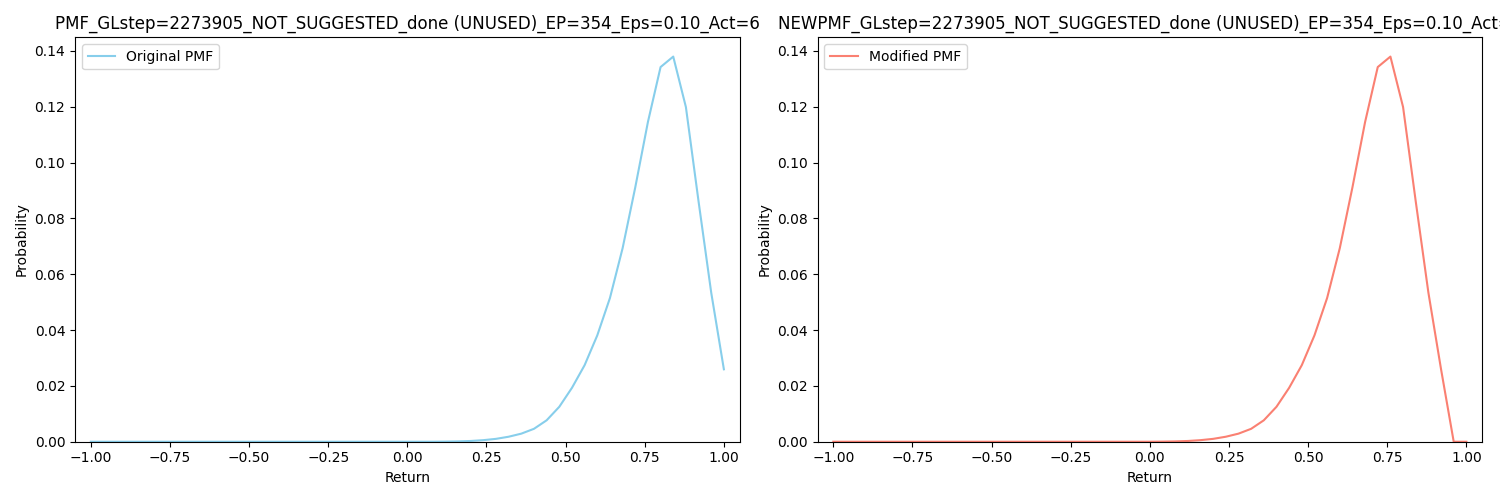 PMF_GLstep=2273905_NOT_SUGGESTED_done (UNUSED)_EP=354_Eps=0.10_Act=6
0.14
0.12
0.10
0.08
0.06
0.04
0.02
0.00
Probability
Original PMF
−1.00 −0.75 −0.50 −0.25 0.00 0.25 0.50 0.75 1.00
Return
NEWPMF_GLstep=2273905_NOT_SUGGESTED_done (UNUSED)_EP=354_Eps=0.10_Act=
0.14
0.12
0.10
0.08
0.06
0.04
0.02
0.00
Probability
Modified PMF
−1.00 −0.75 −0.50 −0.25 0.00 0.25 0.50 0.75 1.00
Return